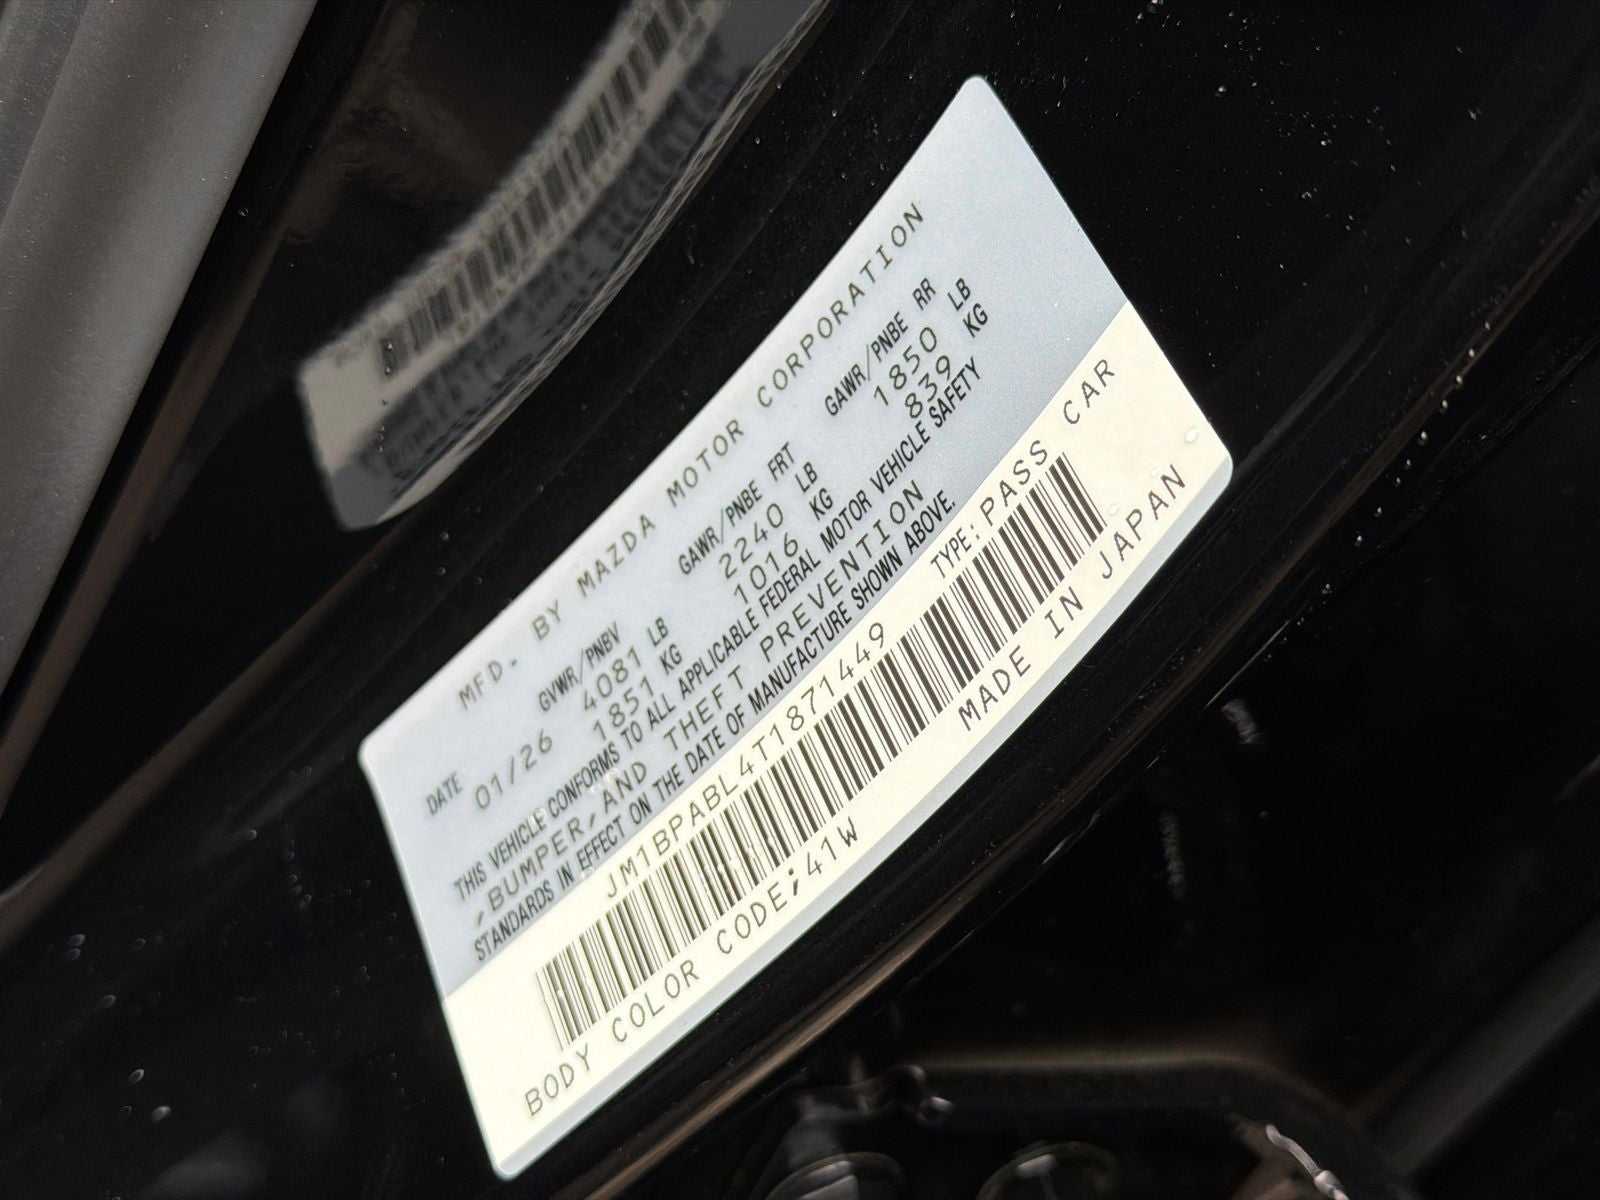 MFD. BY MAZDA MOTOR CORPORATION
DATE GVWR/PNBV GAWR/PNBE FRT GAWR/PNBE RR
01/26 4081 LB 2240 LB 1850 LB
1851 KG 1016 KG 839 KG
THIS VEHICLE CONFORMS TO ALL APPLICABLE FEDERAL MOTOR VEHICLE SAFETY
,BUMPER,AND THEFT PREVENTION
STANDARDS IN EFFECT ON THE DATE OF MANUFACTURE SHOWN ABOVE.
JM1BPABL4T1871449 TYPE:PASS CAR
BODY COLOR CODE;41W MADE IN JAPAN